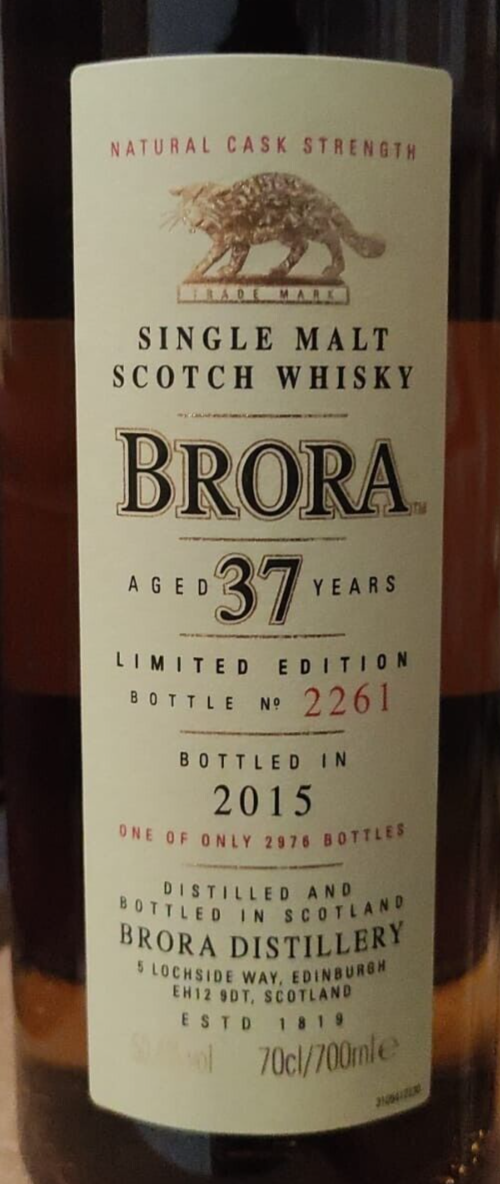 NATURAL CASK STRENGTH
TRADE MARK
SINGLE MALT
SCOTCH WHISKY
BRORA™
AGED 37 YEARS
LIMITED EDITION
BOTTLE Nº 2261
BOTTLED IN
2015
ONE OF ONLY 2976 BOTTLES
DISTILLED AND
BOTTLED IN SCOTLAND
BRORA DISTILLERY
5 LOCHSIDE WAY, EDINBURGH
EH12 9DT, SCOTLAND
ESTD 1819
vol 70cl/700ml e